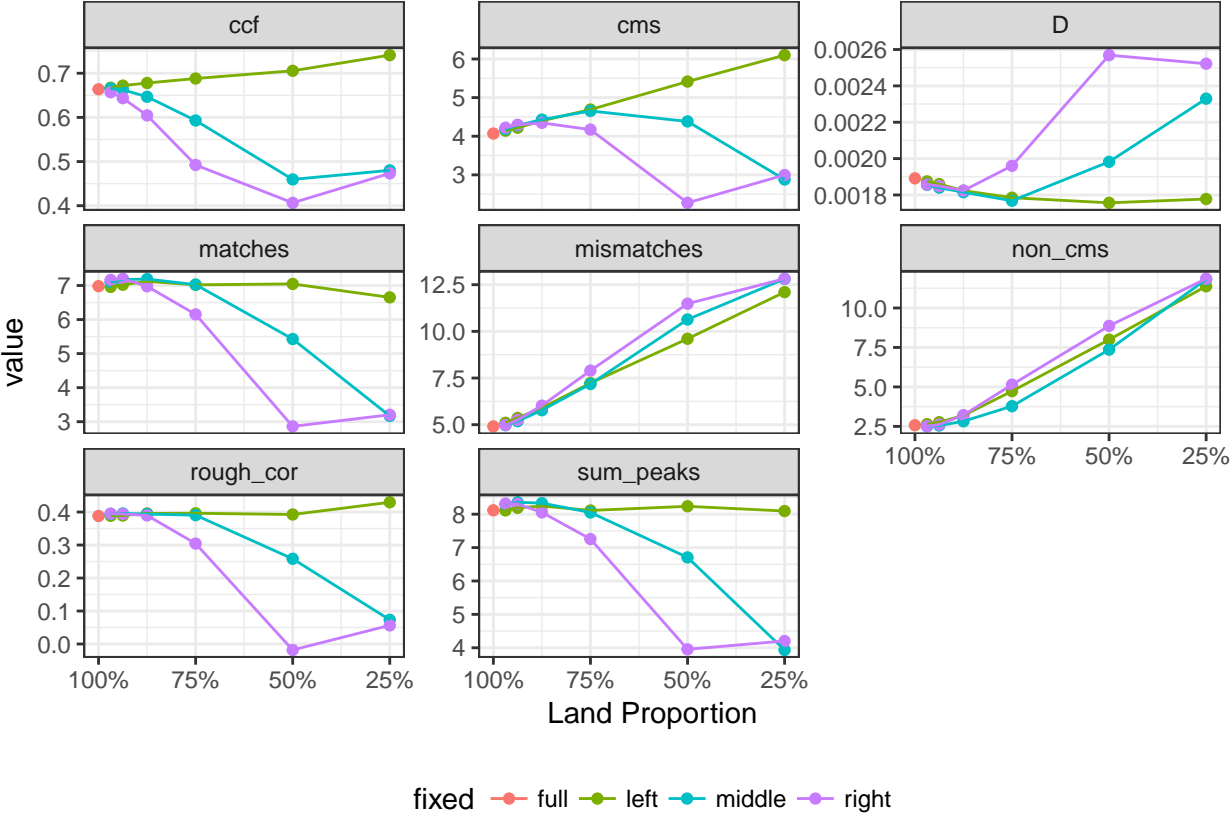 ccf
cms
D
0.7
0.6
0.5
0.4
6
5
4
3
0.0026
0.0024
0.0022
0.0020
0.0018
matches
mismatches
non_cms
7
6
5
4
3
12.5
10.0
7.5
5.0
10.0
7.5
5.0
2.5
100% 75% 50% 25%
rough_cor
sum_peaks
0.4
0.3
0.2
0.1
0.0
8
7
6
5
4
100% 75% 50% 25%
100% 75% 50% 25%
value
Land Proportion
fixed full left middle right